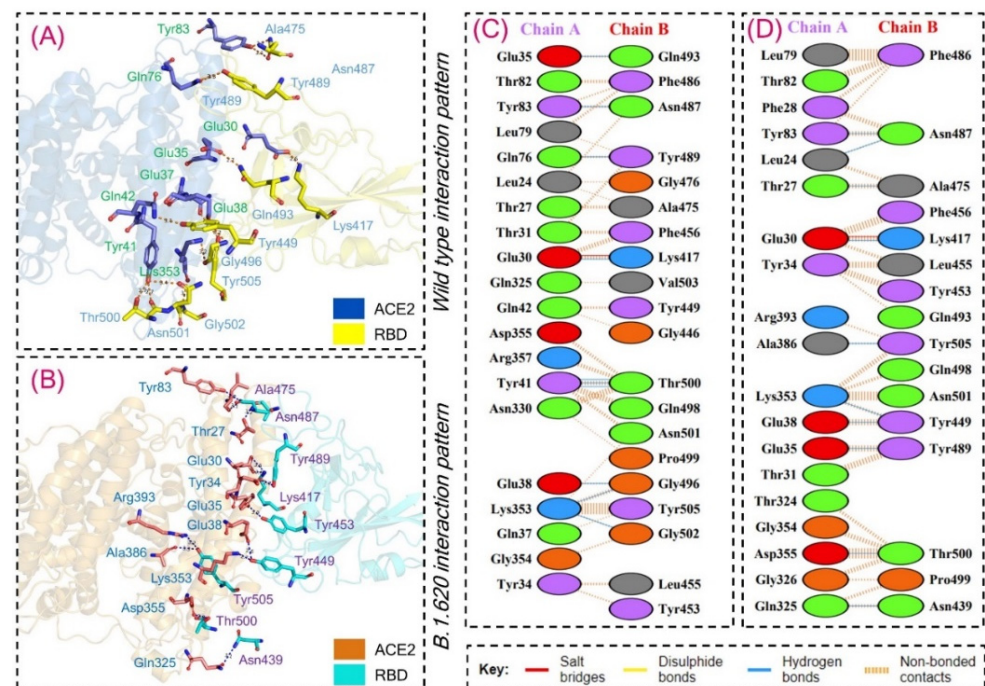 (A)
Tyr83
Ala475
Asn487
Gln76
Tyr489
Tyr489
Glu30
Glu35
Glu37
Gln42
Glu38
Gln493
Lys417
Tyr41
Tyr449
Gly496
Lys353
Tyr505
Thr500
Asn501
Gly502
ACE2
RBD
Wild type interaction pattern
(B)
Tyr83
Ala475
Asn487
Thr27
Glu30
Tyr489
Tyr34
Lys417
Arg393
Glu35
Glu38
Tyr453
Ala386
Tyr449
Lys353
Tyr505
Asp355
Thr500
Gln325
Asn439
ACE2
RBD
B.1.620 interaction pattern
(C)
Chain A Chain B
Glu35 Gln493
Thr82 Phe486
Tyr83 Asn487
Leu79
Gln76 Tyr489
Leu24 Gly476
Thr27 Ala475
Thr31 Phe456
Glu30 Lys417
Gln325 Val503
Gln42 Tyr449
Asp355 Gly446
Arg357
Tyr41 Thr500
Asn330 Gln498
Asn501
Pro499
Glu38 Gly496
Lys353 Tyr505
Gln37 Gly502
Gly354
Tyr34 Leu455
Tyr453
(D)
Chain A Chain B
Leu79 Phe486
Thr82
Phe28
Tyr83 Asn487
Leu24
Thr27 Ala475
Phe456
Glu30 Lys417
Tyr34 Leu455
Tyr453
Arg393 Gln493
Ala386 Tyr505
Gln498
Lys353 Asn501
Glu38 Tyr449
Glu35 Tyr489
Thr31
Thr324
Gly354
Asp355 Thr500
Gly326 Pro499
Gln325 Asn439
Key: Salt bridges
Disulphide bonds
Hydrogen bonds
Non-bonded contacts